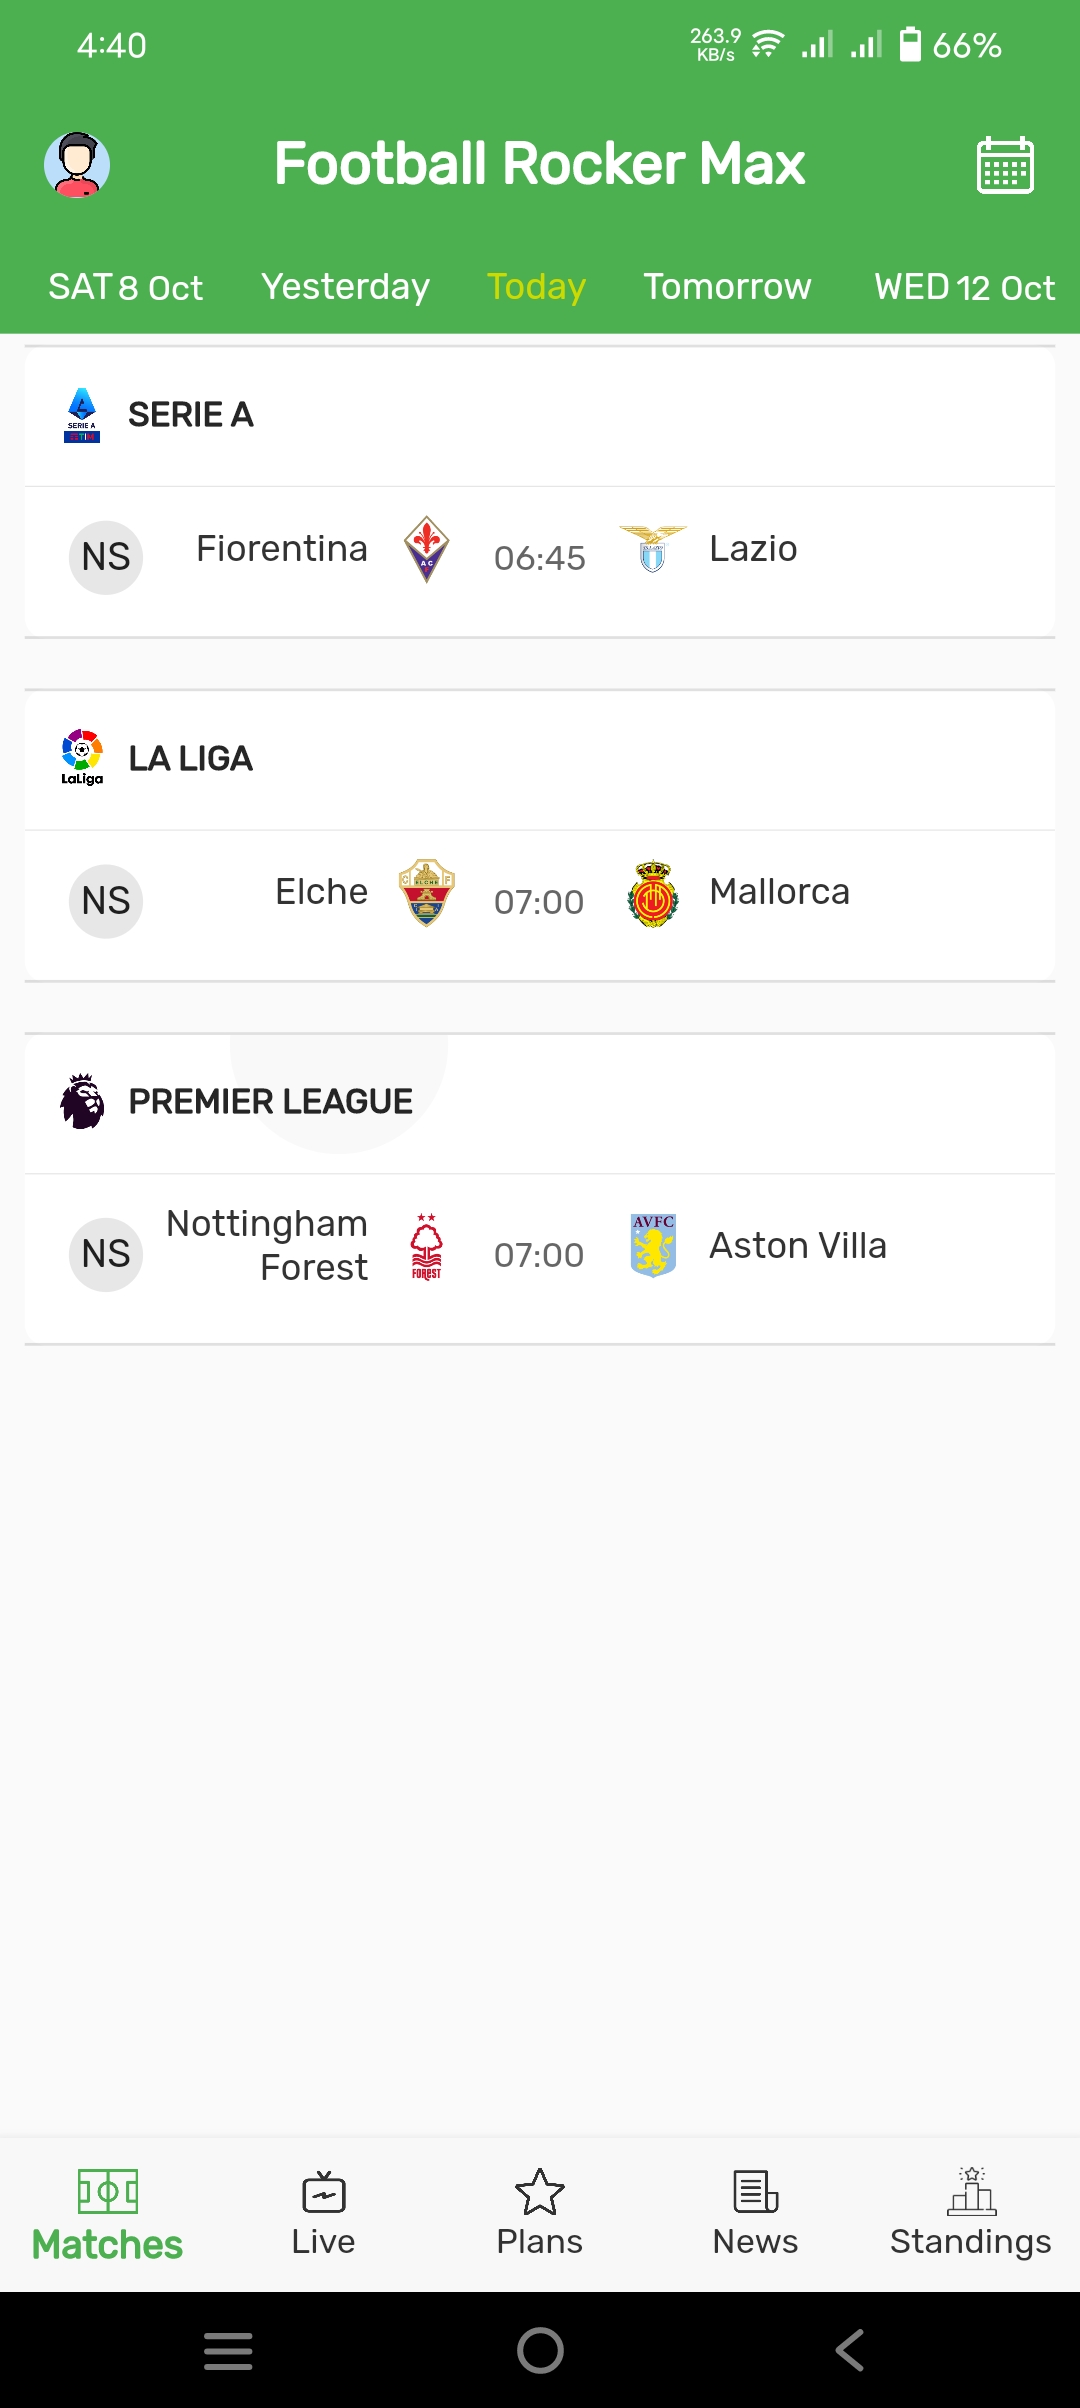 4:40
263.9
KB/s
66%
Football Rocker Max
SAT 8 Oct Yesterday Today Tomorrow WED 12 Oct
SERIE A
SERIE A
NS Fiorentina 06:45 Lazio
LaLiga
LA LIGA
NS Elche 07:00 Mallorca
PREMIER LEAGUE
NS Nottingham
Forest
FOREST
07:00
AVFC
Aston Villa
Matches Live Plans News Standings